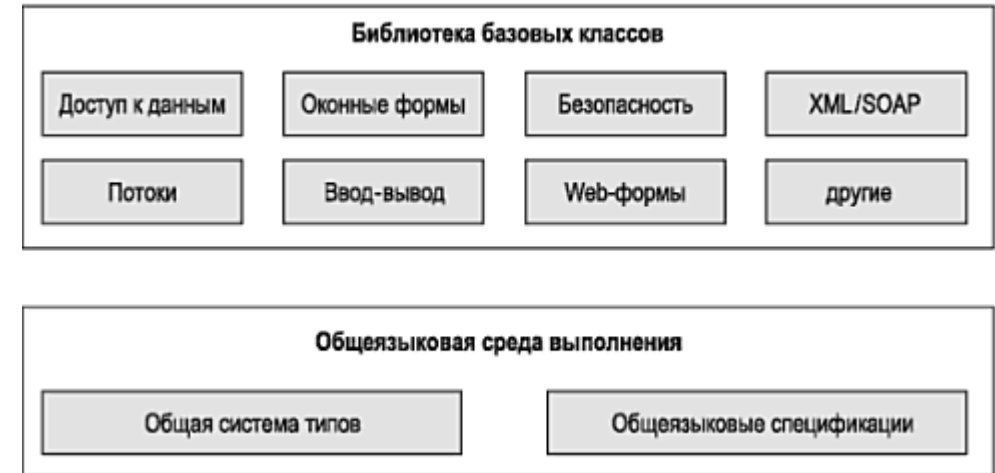 Библиотека базовых классов
Доступ к данным
Оконные формы
Безопасность
XML/SOAP
Потоки
Ввод-вывод
Web-формы
другие
Общеязыковая среда выполнения
Общая система типов
Общеязыковые спецификации